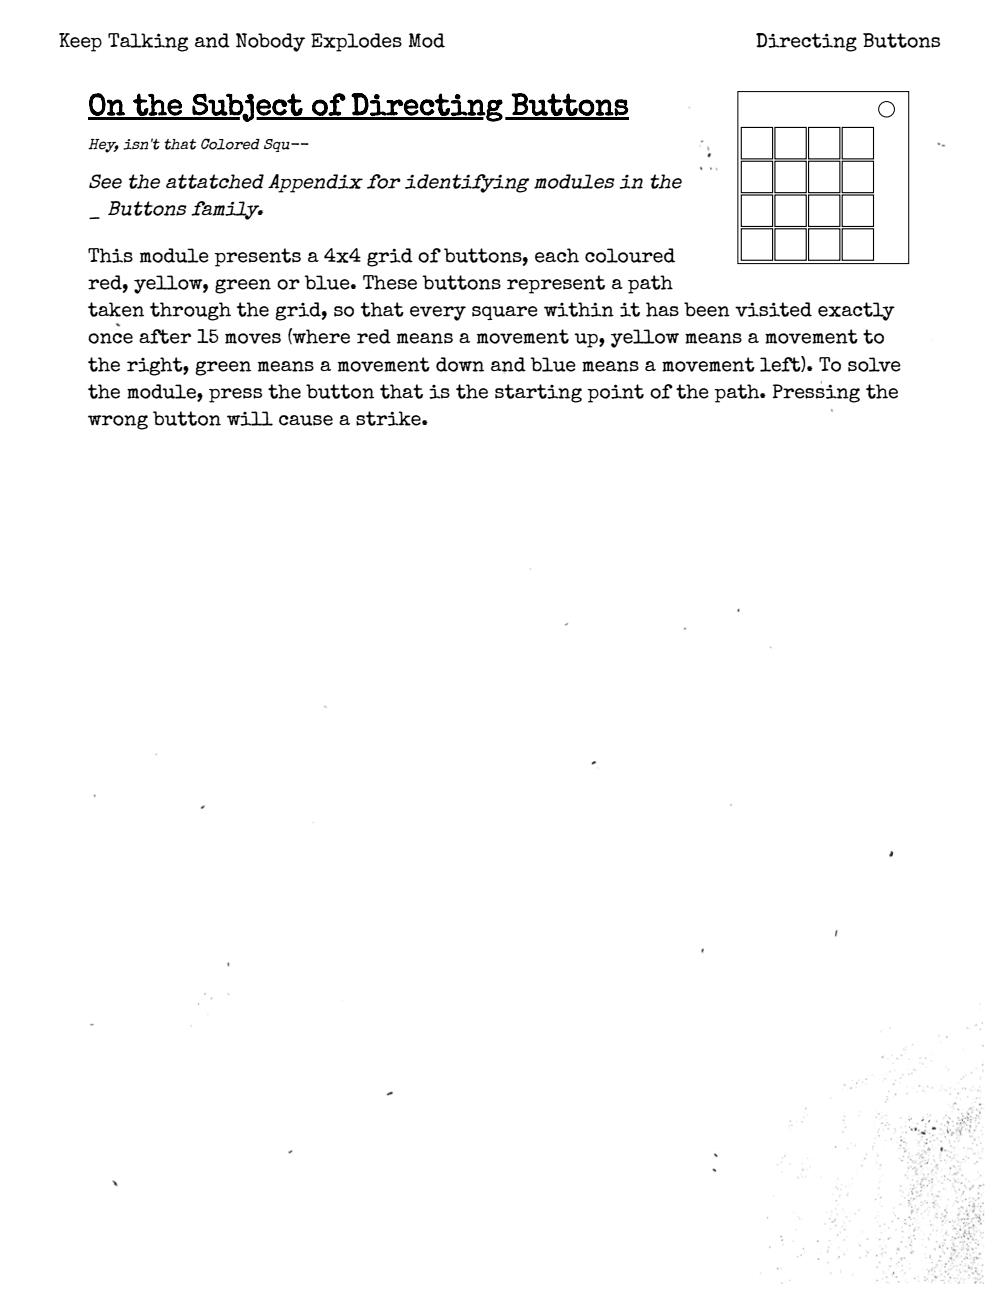 Keep Talking and Nobody Explodes Mod
Directing Buttons
On the Subject of Directing Buttons
Hey, isn't that Colored Squ--
See the attatched Appendix for identifying modules in the
_ Buttons family.
This module presents a 4x4 grid of buttons, each coloured
red, yellow, green or blue. These buttons represent a path
taken through the grid, so that every square within it has been visited exactly
once after 15 moves (where red means a movement up, yellow means a movement to
the right, green means a movement down and blue means a movement left). To solve
the module, press the button that is the starting point of the path. Pressing the
wrong button will cause a strike.